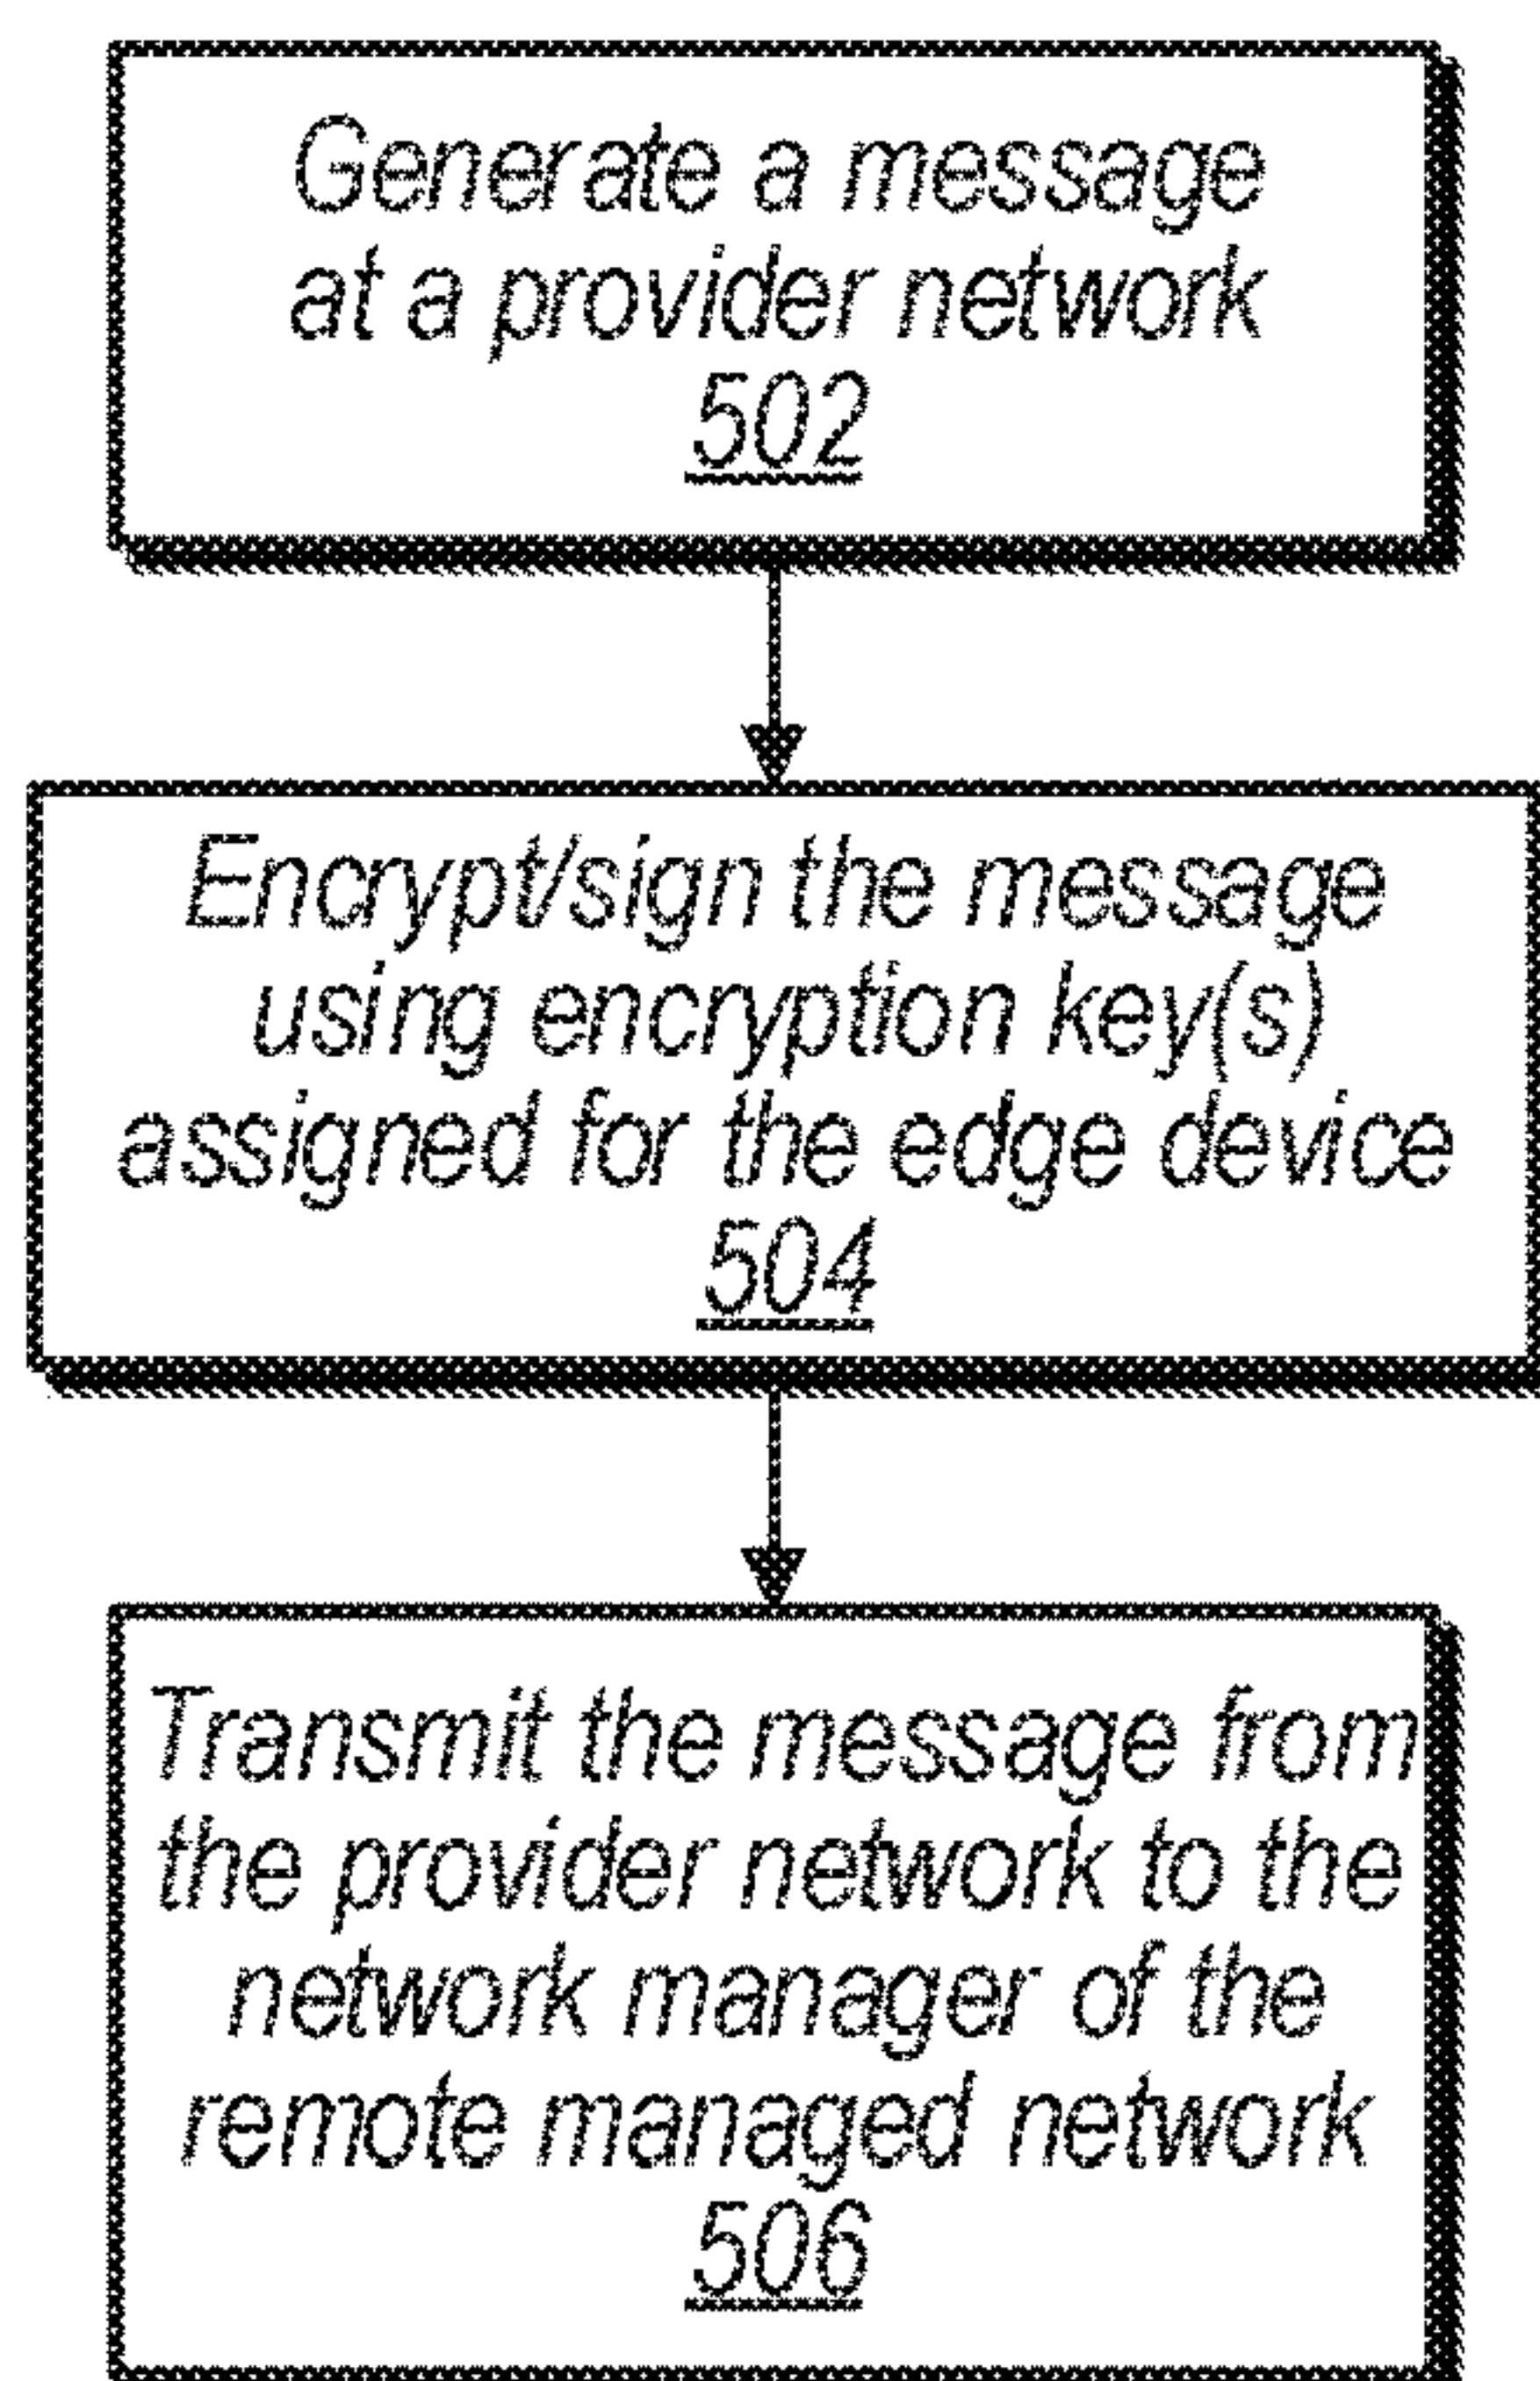 Generate a message
at a provider network
502
Encrypt/sign the message
using encryption key(s)
assigned for the edge device
504
Transmit the message from
the provider network to the
network manager of the
remote managed network
506